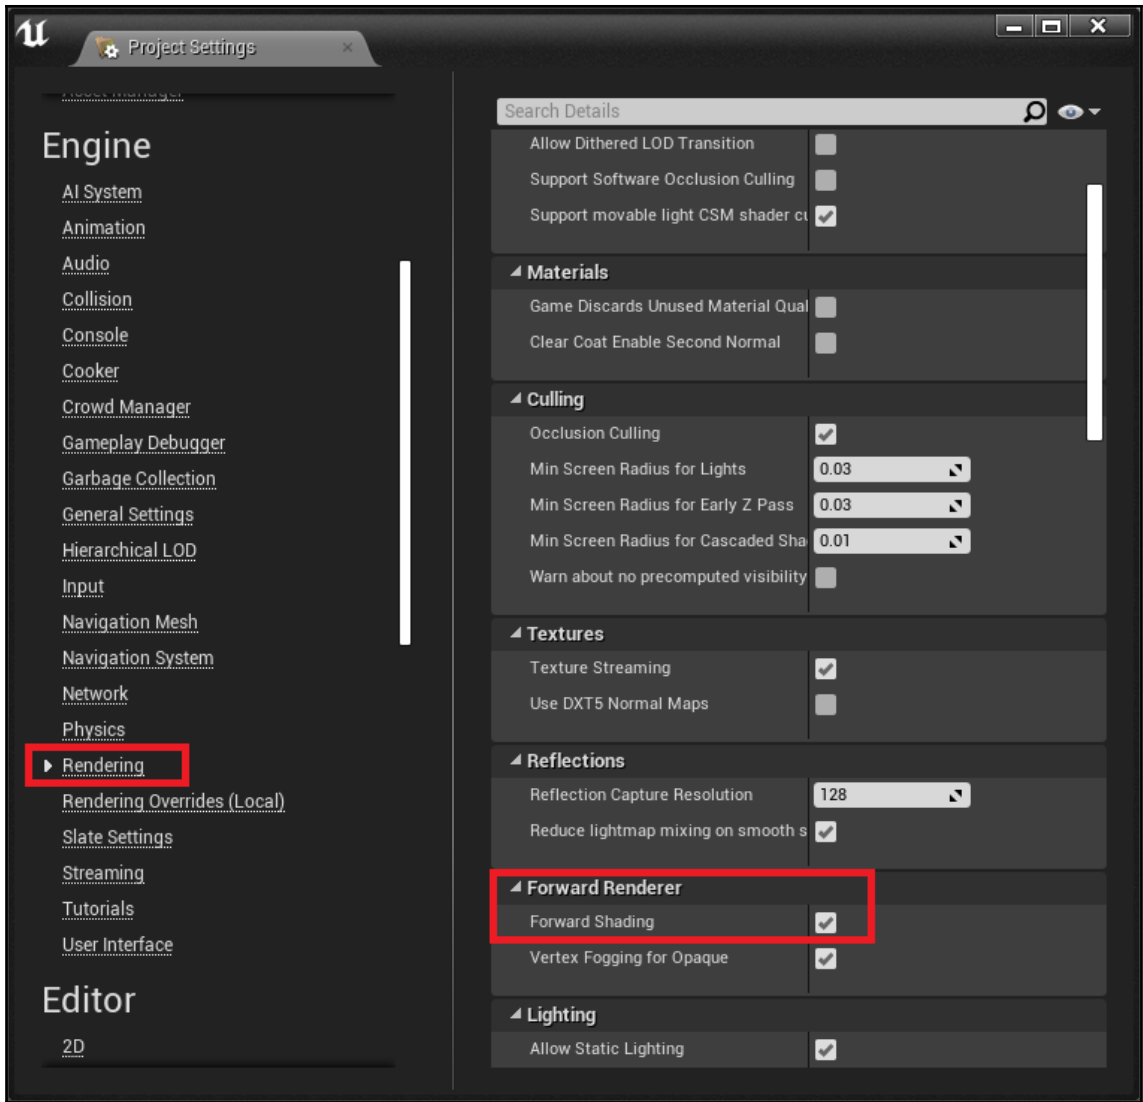 Project Settings
Asset Manager
Engine
AI System
Animation
Audio
Collision
Console
Cooker
Crowd Manager
Gameplay Debugger
Garbage Collection
General Settings
Hierarchical LOD
Input
Navigation Mesh
Navigation System
Network
Physics
Rendering
Rendering Overrides (Local)
Slate Settings
Streaming
Tutorials
User Interface
Editor
2D
Search Details
Allow Dithered LOD Transition
Support Software Occlusion Culling
Support movable light CSM shader cu
Materials
Game Discards Unused Material Qual
Clear Coat Enable Second Normal
Culling
Occlusion Culling
Min Screen Radius for Lights 0.03
Min Screen Radius for Early Z Pass 0.03
Min Screen Radius for Cascaded Sha 0.01
Warn about no precomputed visibility
Textures
Texture Streaming
Use DXT5 Normal Maps
Reflections
Reflection Capture Resolution 128
Reduce lightmap mixing on smooth s
Forward Renderer
Forward Shading
Vertex Fogging for Opaque
Lighting
Allow Static Lighting